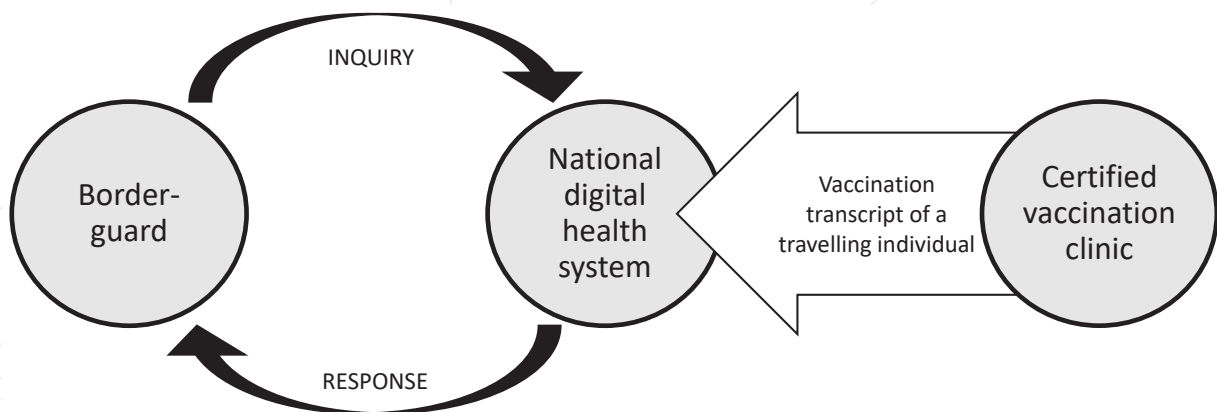 INQUIRY
Border-
guard
National
digital
health
system
Vaccination
transcript of a
travelling individual
Certified
vaccination
clinic
RESPONSE